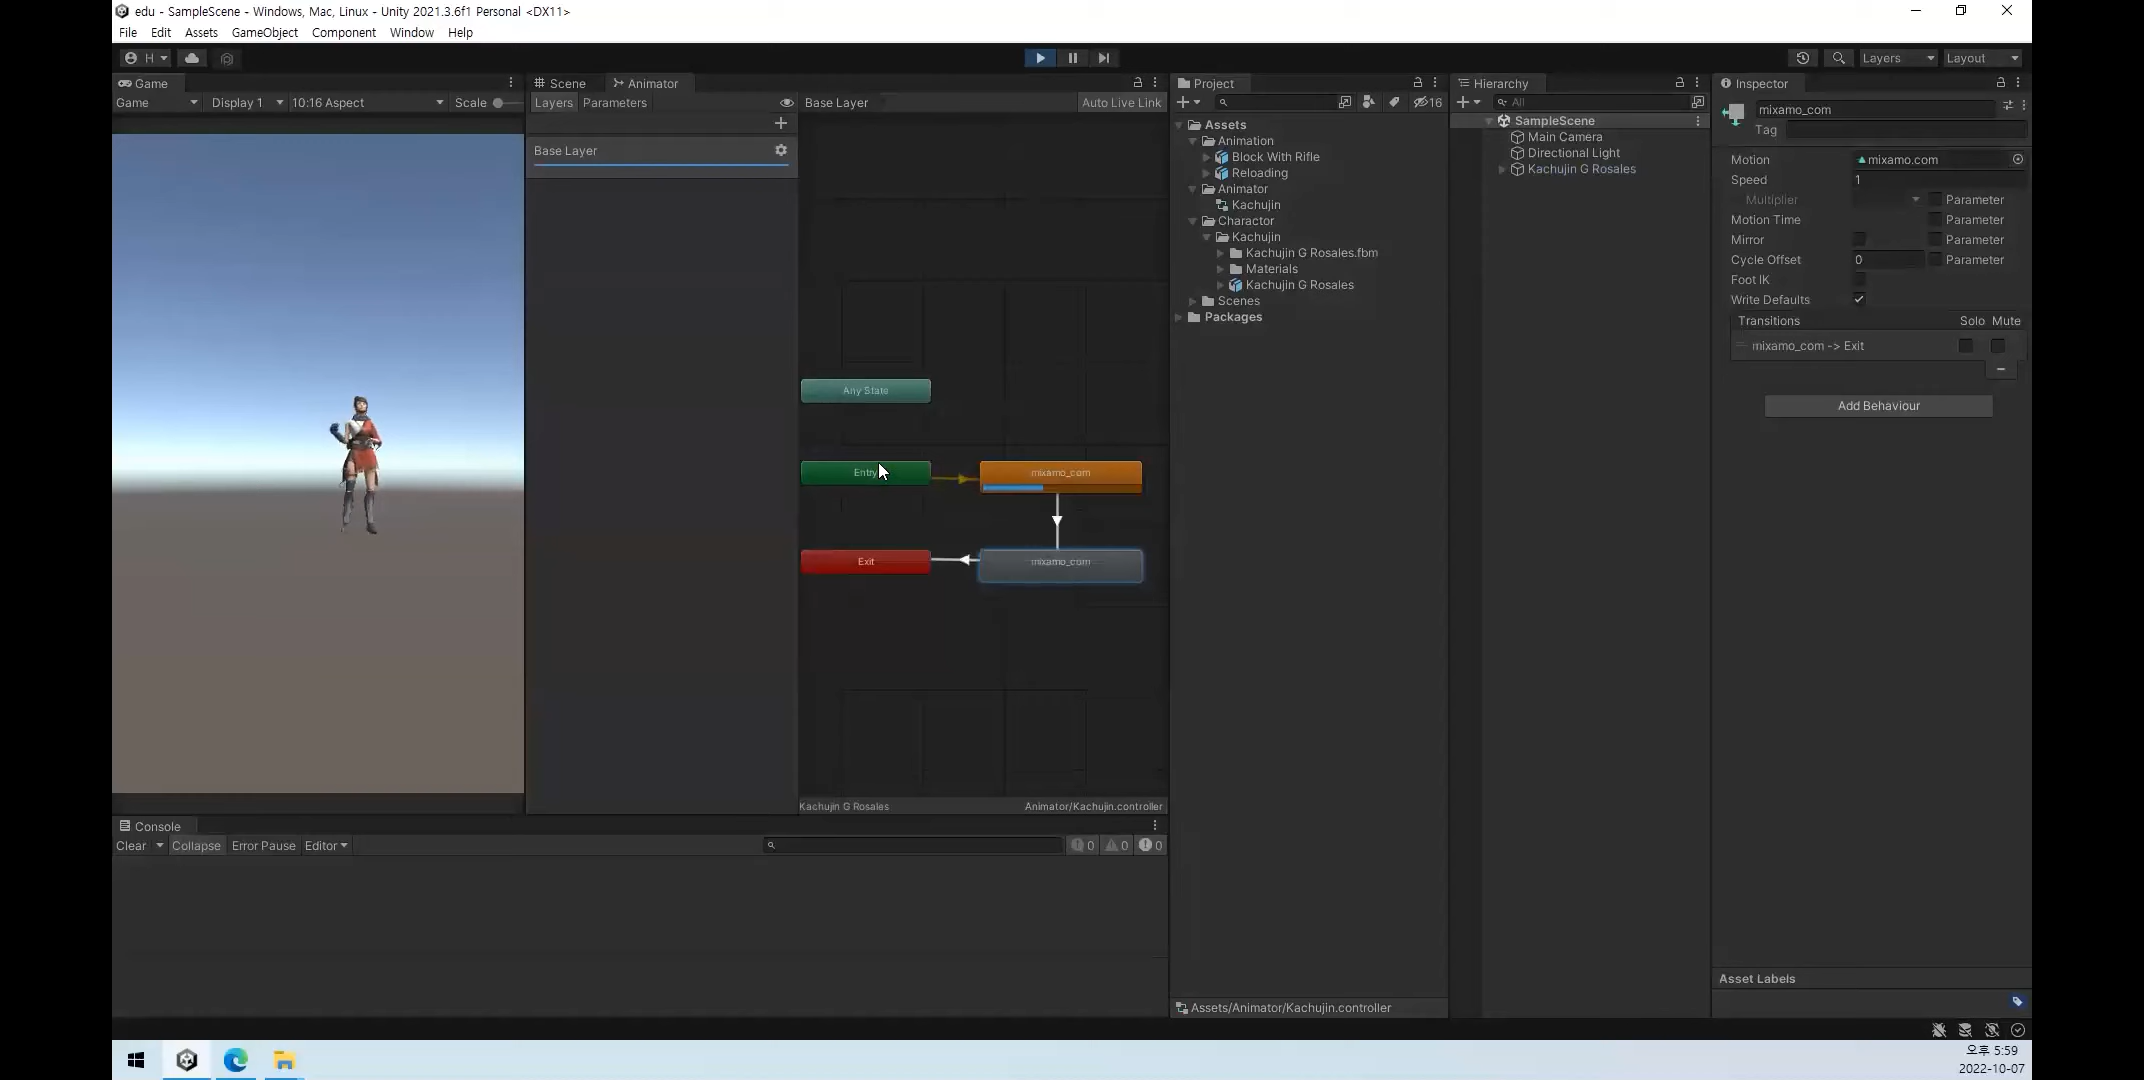 edu - SampleScene - Windows, Mac, Linux - Unity 2021.3.6f1 Personal <DX11>
File Edit Assets GameObject Component Window Help
H
Layers Layout
Game
Game Display 1 10:16 Aspect Scale
Scene Animator
Layers Parameters
Base Layer
Auto Live Link
Base Layer
Any State
Entry
mixamo_com
Exit
mixamo_com
Kachujin G Rosales
Animator/Kachujin.controller
Project
16
Assets
Animation
Block With Rifle
Reloading
Animator
Kachujin
Charactor
Kachujin
Kachujin G Rosales.fbm
Materials
Kachujin G Rosales
Scenes
Packages
Assets/Animator/Kachujin.controller
Hierarchy
All
SampleScene
Main Camera
Directional Light
Kachujin G Rosales
Inspector
mixamo_com
Tag
Motion mixamo.com
Speed 1
Multiplier Parameter
Motion Time Parameter
Mirror Parameter
Cycle Offset 0 Parameter
Foot IK
Write Defaults
Transitions Solo Mute
mixamo_com -> Exit
Add Behaviour
Asset Labels
Console
Clear Collapse Error Pause Editor
0 0 0
오후 5:59
2022-10-07